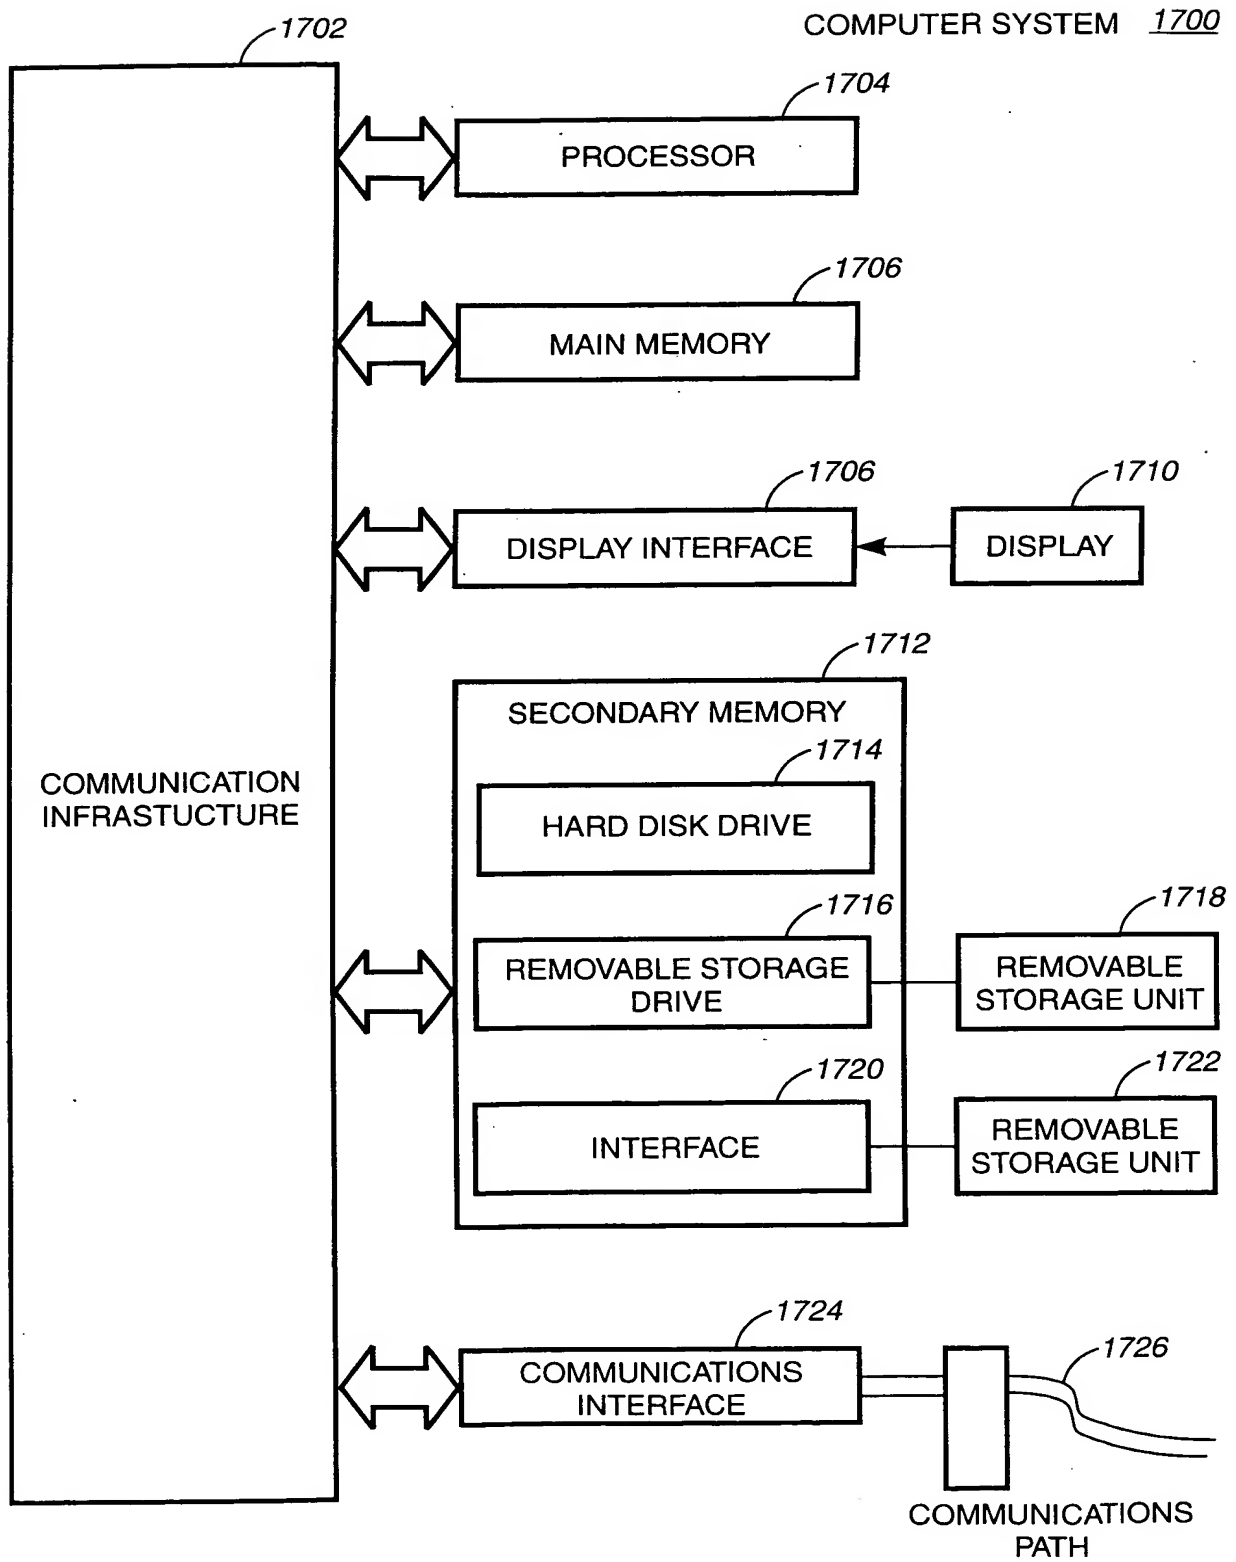 COMPUTER SYSTEM 1700
1702
1704
PROCESSOR
1706
MAIN MEMORY
1706
DISPLAY INTERFACE
1710
DISPLAY
1712
SECONDARY MEMORY
1714
HARD DISK DRIVE
COMMUNICATION
INFRASTUCTURE
1716
REMOVABLE STORAGE
DRIVE
1718
REMOVABLE
STORAGE UNIT
1720
INTERFACE
1722
REMOVABLE
STORAGE UNIT
1724
COMMUNICATIONS
INTERFACE
1726
COMMUNICATIONS
PATH